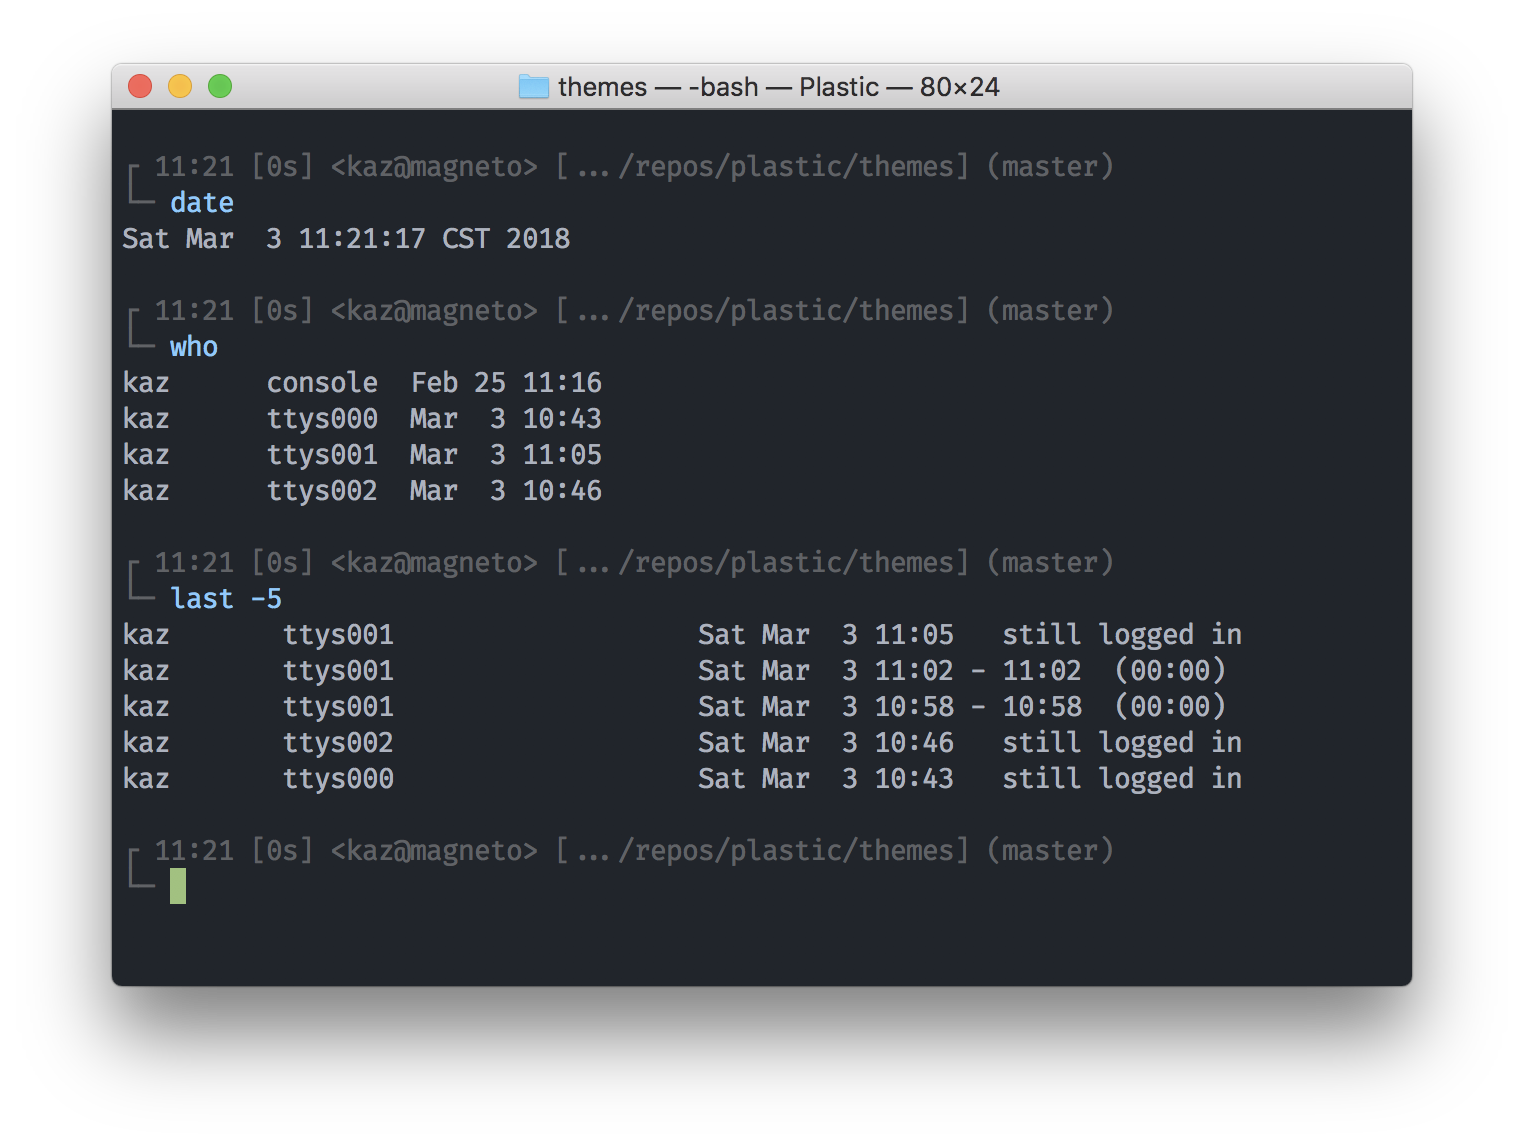 themes — -bash — Plastic — 80×24
┌ 11:21 [0s] <kaz@magneto> [.../repos/plastic/themes] (master)
└─ date
Sat Mar  3 11:21:17 CST 2018
┌ 11:21 [0s] <kaz@magneto> [.../repos/plastic/themes] (master)
└─ who
kaz      console  Feb 25 11:16
kaz      ttys000  Mar  3 10:43
kaz      ttys001  Mar  3 11:05
kaz      ttys002  Mar  3 10:46
┌ 11:21 [0s] <kaz@magneto> [.../repos/plastic/themes] (master)
└─ last -5
kaz       ttys001                   Sat Mar  3 11:05   still logged in
kaz       ttys001                   Sat Mar  3 11:02 - 11:02  (00:00)
kaz       ttys001                   Sat Mar  3 10:58 - 10:58  (00:00)
kaz       ttys002                   Sat Mar  3 10:46   still logged in
kaz       ttys000                   Sat Mar  3 10:43   still logged in
┌ 11:21 [0s] <kaz@magneto> [.../repos/plastic/themes] (master)
└─